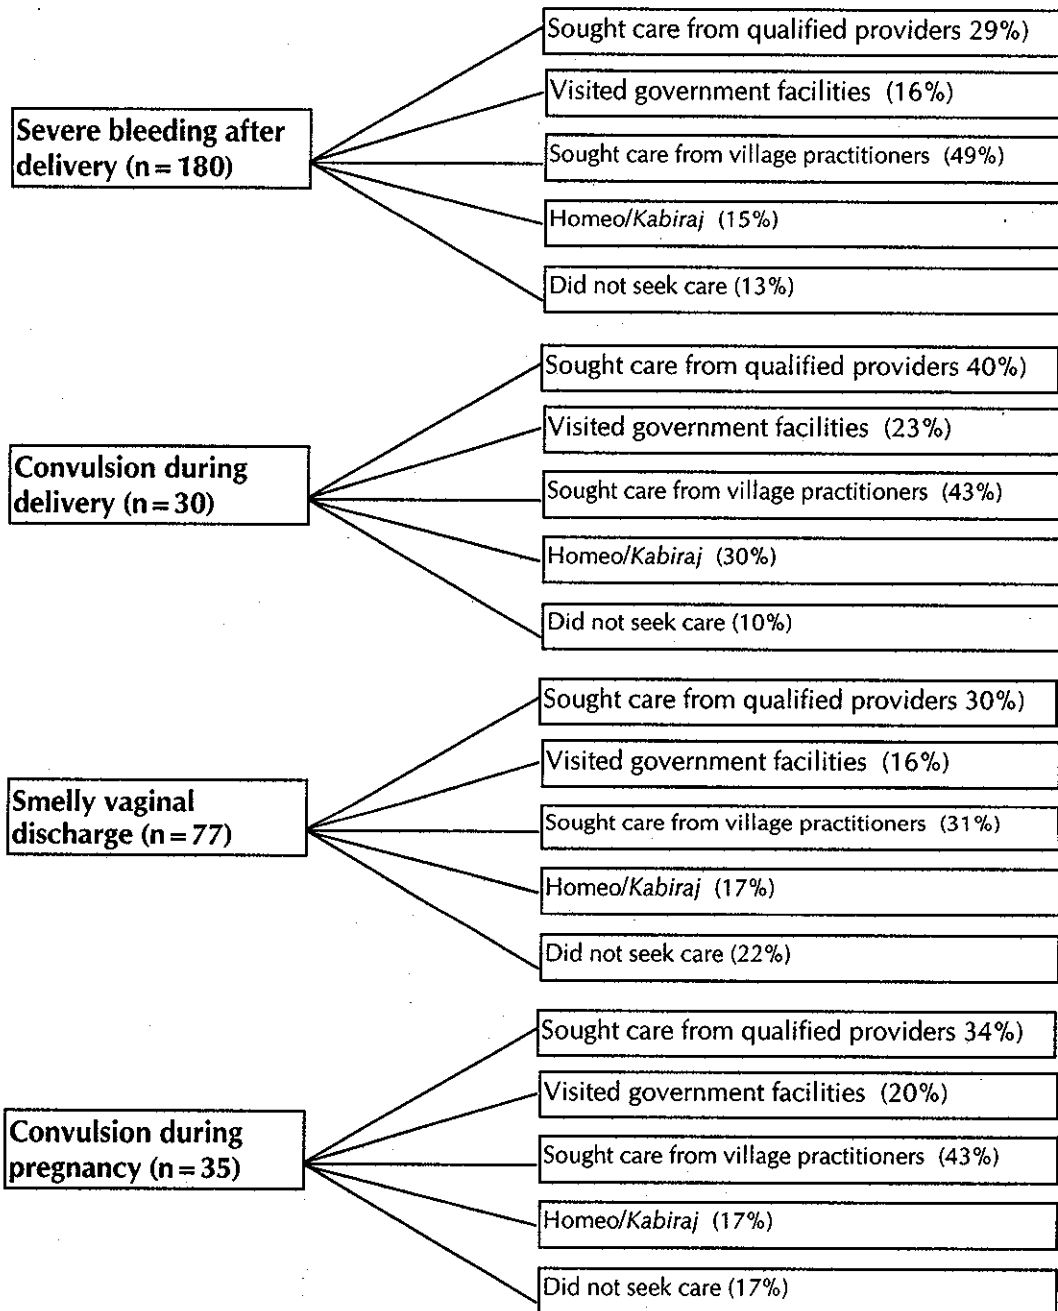 Severe bleeding after
delivery (n=180)
Sought care from qualified providers 29%)
Visited government facilities (16%)
Sought care from village practitioners (49%)
Homeo/Kabiraj (15%)
Did not seek care (13%)
Convulsion during
delivery (n=30)
Sought care from qualified providers 40%)
Visited government facilities (23%)
Sought care from village practitioners (43%)
Homeo/Kabiraj (30%)
Did not seek care (10%)
Smelly vaginal
discharge (n=77)
Sought care from qualified providers 30%)
Visited government facilities (16%)
Sought care from village practitioners (31%)
Homeo/Kabiraj (17%)
Did not seek care (22%)
Convulsion during
pregnancy (n=35)
Sought care from qualified providers 34%)
Visited government facilities (20%)
Sought care from village practitioners (43%)
Homeo/Kabiraj (17%)
Did not seek care (17%)